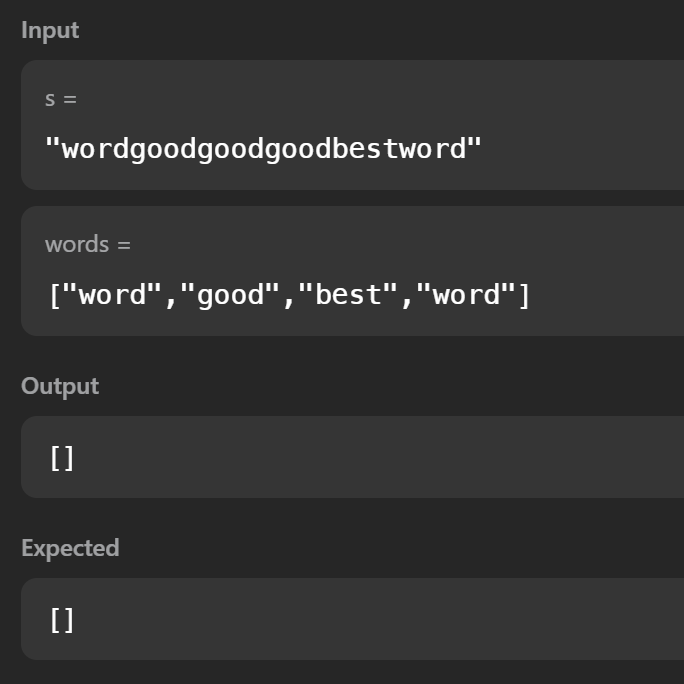 Input
s =
"wordgoodgoodgoodbestword"
words =
["word","good","best","word"]
Output
[]
Expected
[]